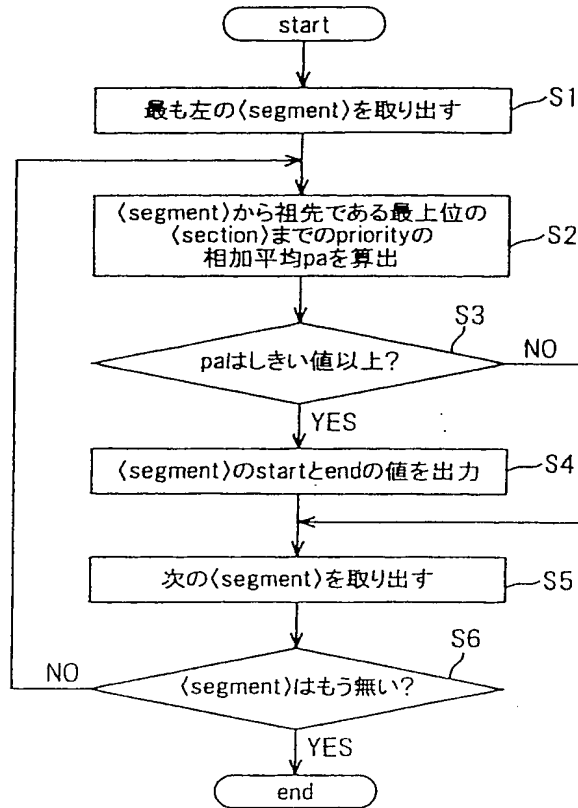 start
最も左の〈segment〉を取り出す
S1
〈segment〉から祖先である最上位の
〈section〉までのpriorityの
相加平均paを算出
S2
S3
paはしきい値以上?
NO
YES
〈segment〉のstartとendの値を出力
S4
次の〈segment〉を取り出す
S5
S6
NO
〈segment〉はもう無い?
YES
end